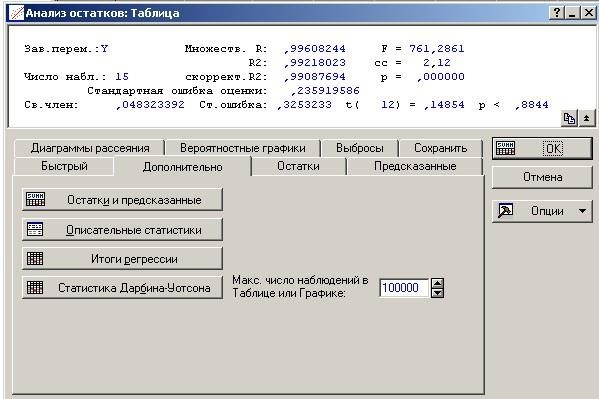 Анализ остатков: Таблица
Зав.перем.:Y Множеств. R: ,99608244 F = 761,2861
R2: ,99218023 сс = 2,12
Число набл.: 15 скоррект.R2: ,99087694 p = ,000000
Стандартная ошибка оценки: ,235919586
Св.член: ,048323392 Ст.ошибка: ,3253233 t( 12) = ,14854 p < ,8844
Диаграммы рассеяния Вероятностные графики Выбросы Сохранить
Быстрый Дополнительно Остатки Предсказанные
Остатки и предсказанные
Описательные статистики
Итоги регрессии
Статистика Дарбина-Уотсона
Макс. число наблюдений в
Таблице или Графике:
100000
OK
Отмена
Опции